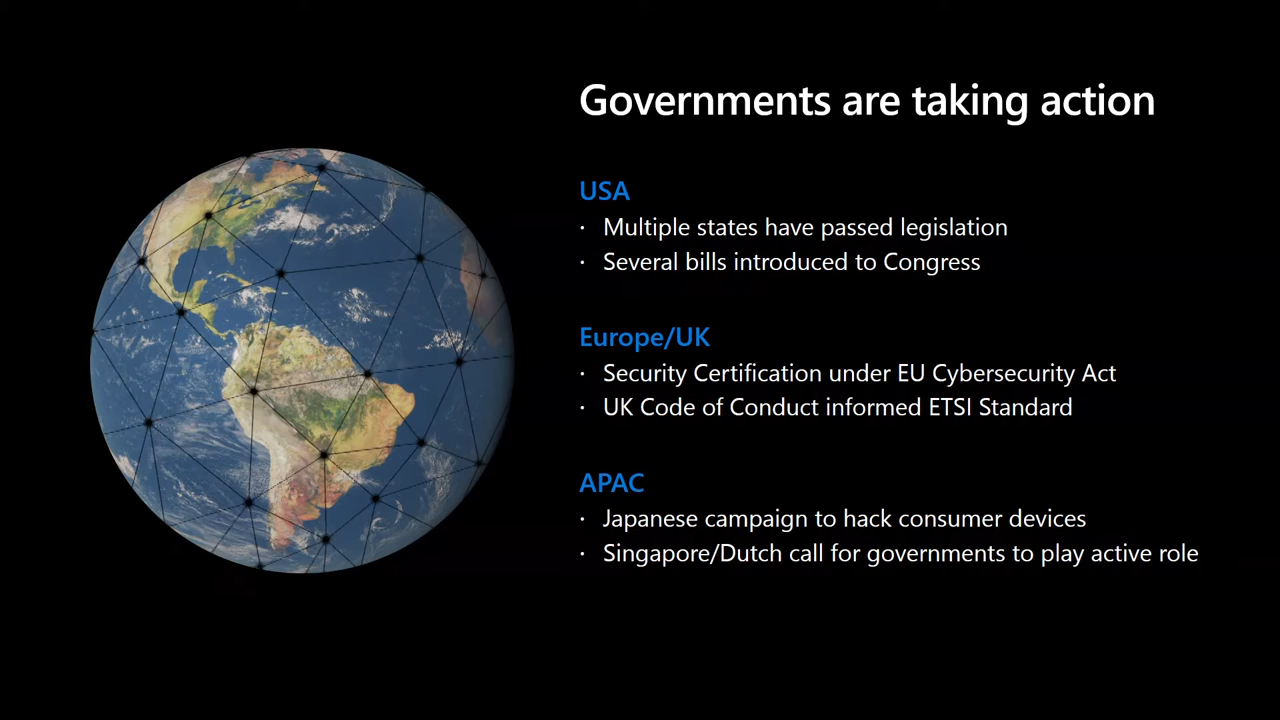 Governments are taking action
USA
· Multiple states have passed legislation
· Several bills introduced to Congress
Europe/UK
· Security Certification under EU Cybersecurity Act
· UK Code of Conduct informed ETSI Standard
APAC
· Japanese campaign to hack consumer devices
· Singapore/Dutch call for governments to play active role